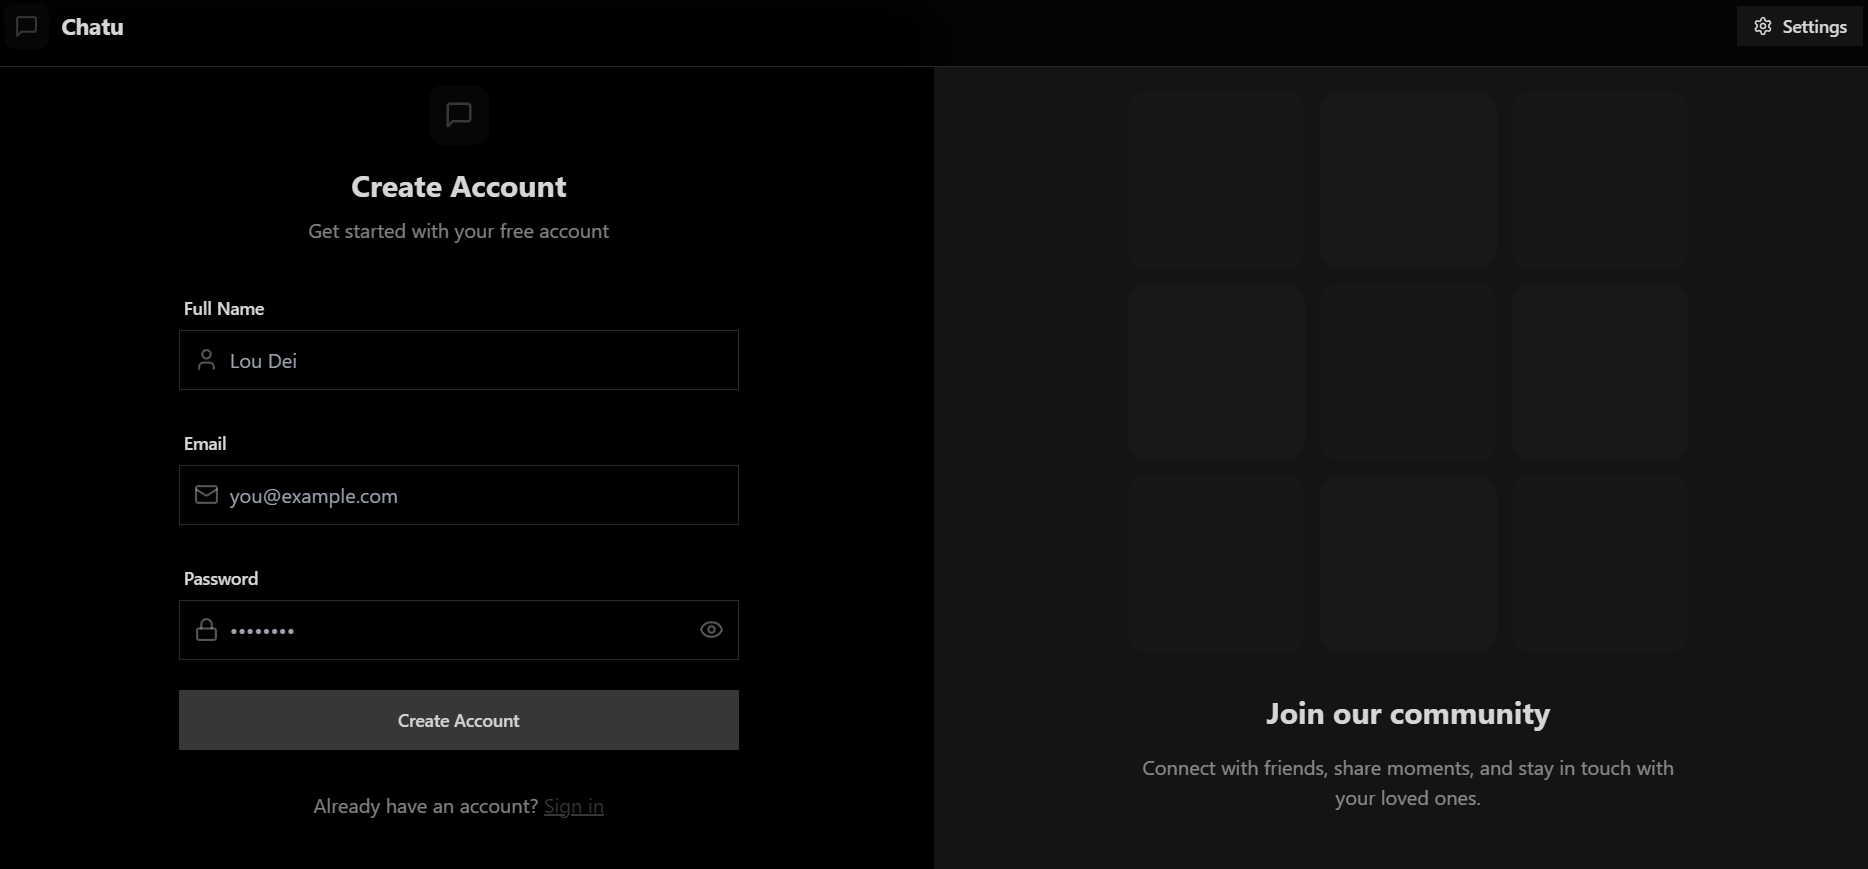 Chatu
Settings
Create Account
Get started with your free account
Full Name
Lou Dei
Email
you@example.com
Password
••••••••
Create Account
Already have an account? Sign in
Join our community
Connect with friends, share moments, and stay in touch with
your loved ones.